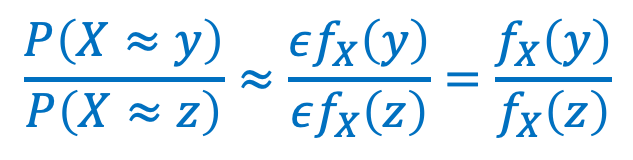 P(X ≈ y) / P(X ≈ z) ≈ ϵf_X(y) / ϵf_X(z) = f_X(y) / f_X(z)